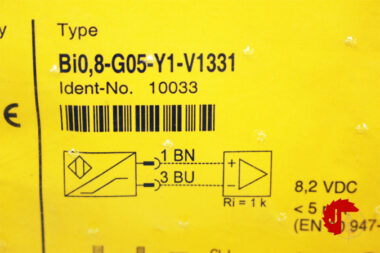 Type
Bi0,8-G05-Y1-V1331
Ident-No. 10033
CE
1 BN
3 BU
+
−
Ri = 1 k
8,2 VDC
< 5
(EN 947-